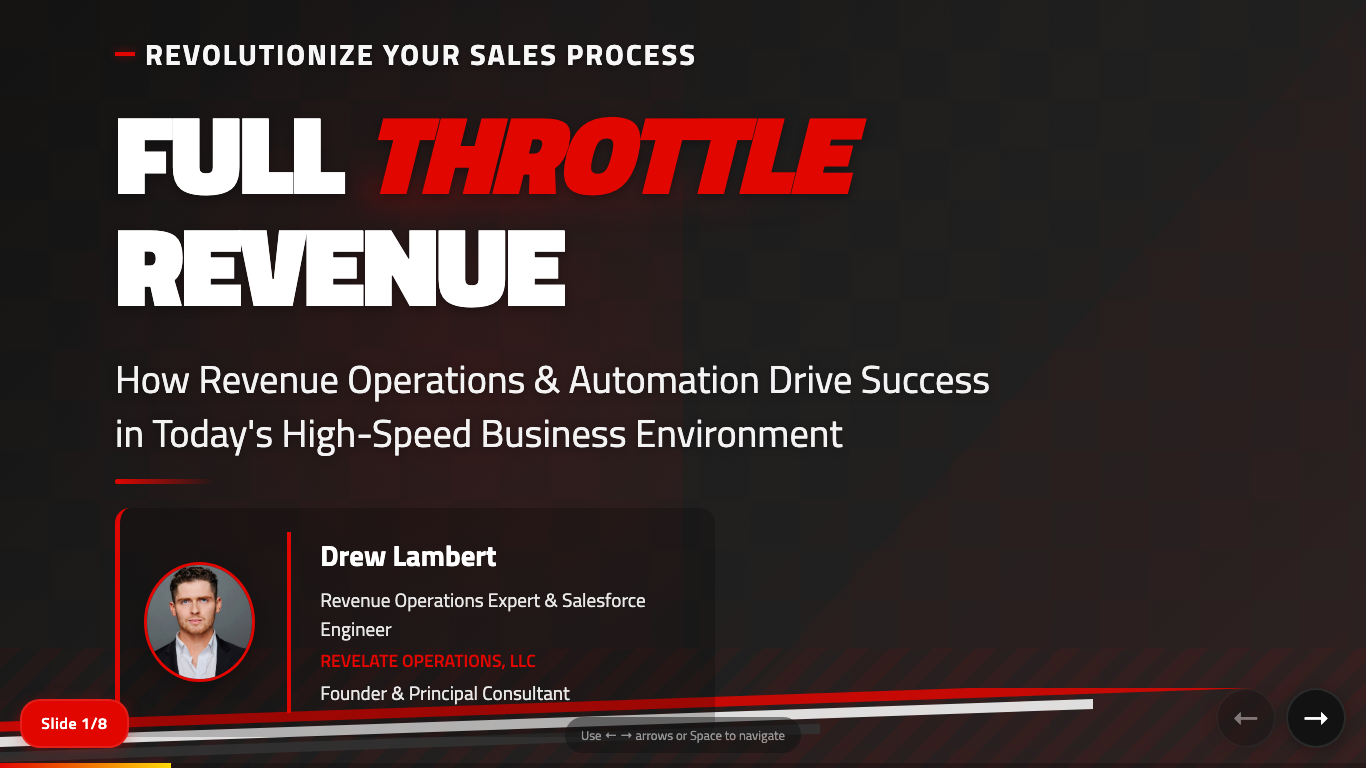 REVOLUTIONIZE YOUR SALES PROCESS
FULL THROTTLE
REVENUE
How Revenue Operations & Automation Drive Success
in Today's High-Speed Business Environment
Drew Lambert
Revenue Operations Expert & Salesforce
Engineer
REVELATE OPERATIONS, LLC
Founder & Principal Consultant
Slide 1/8
Use ← → arrows or Space to navigate
← →